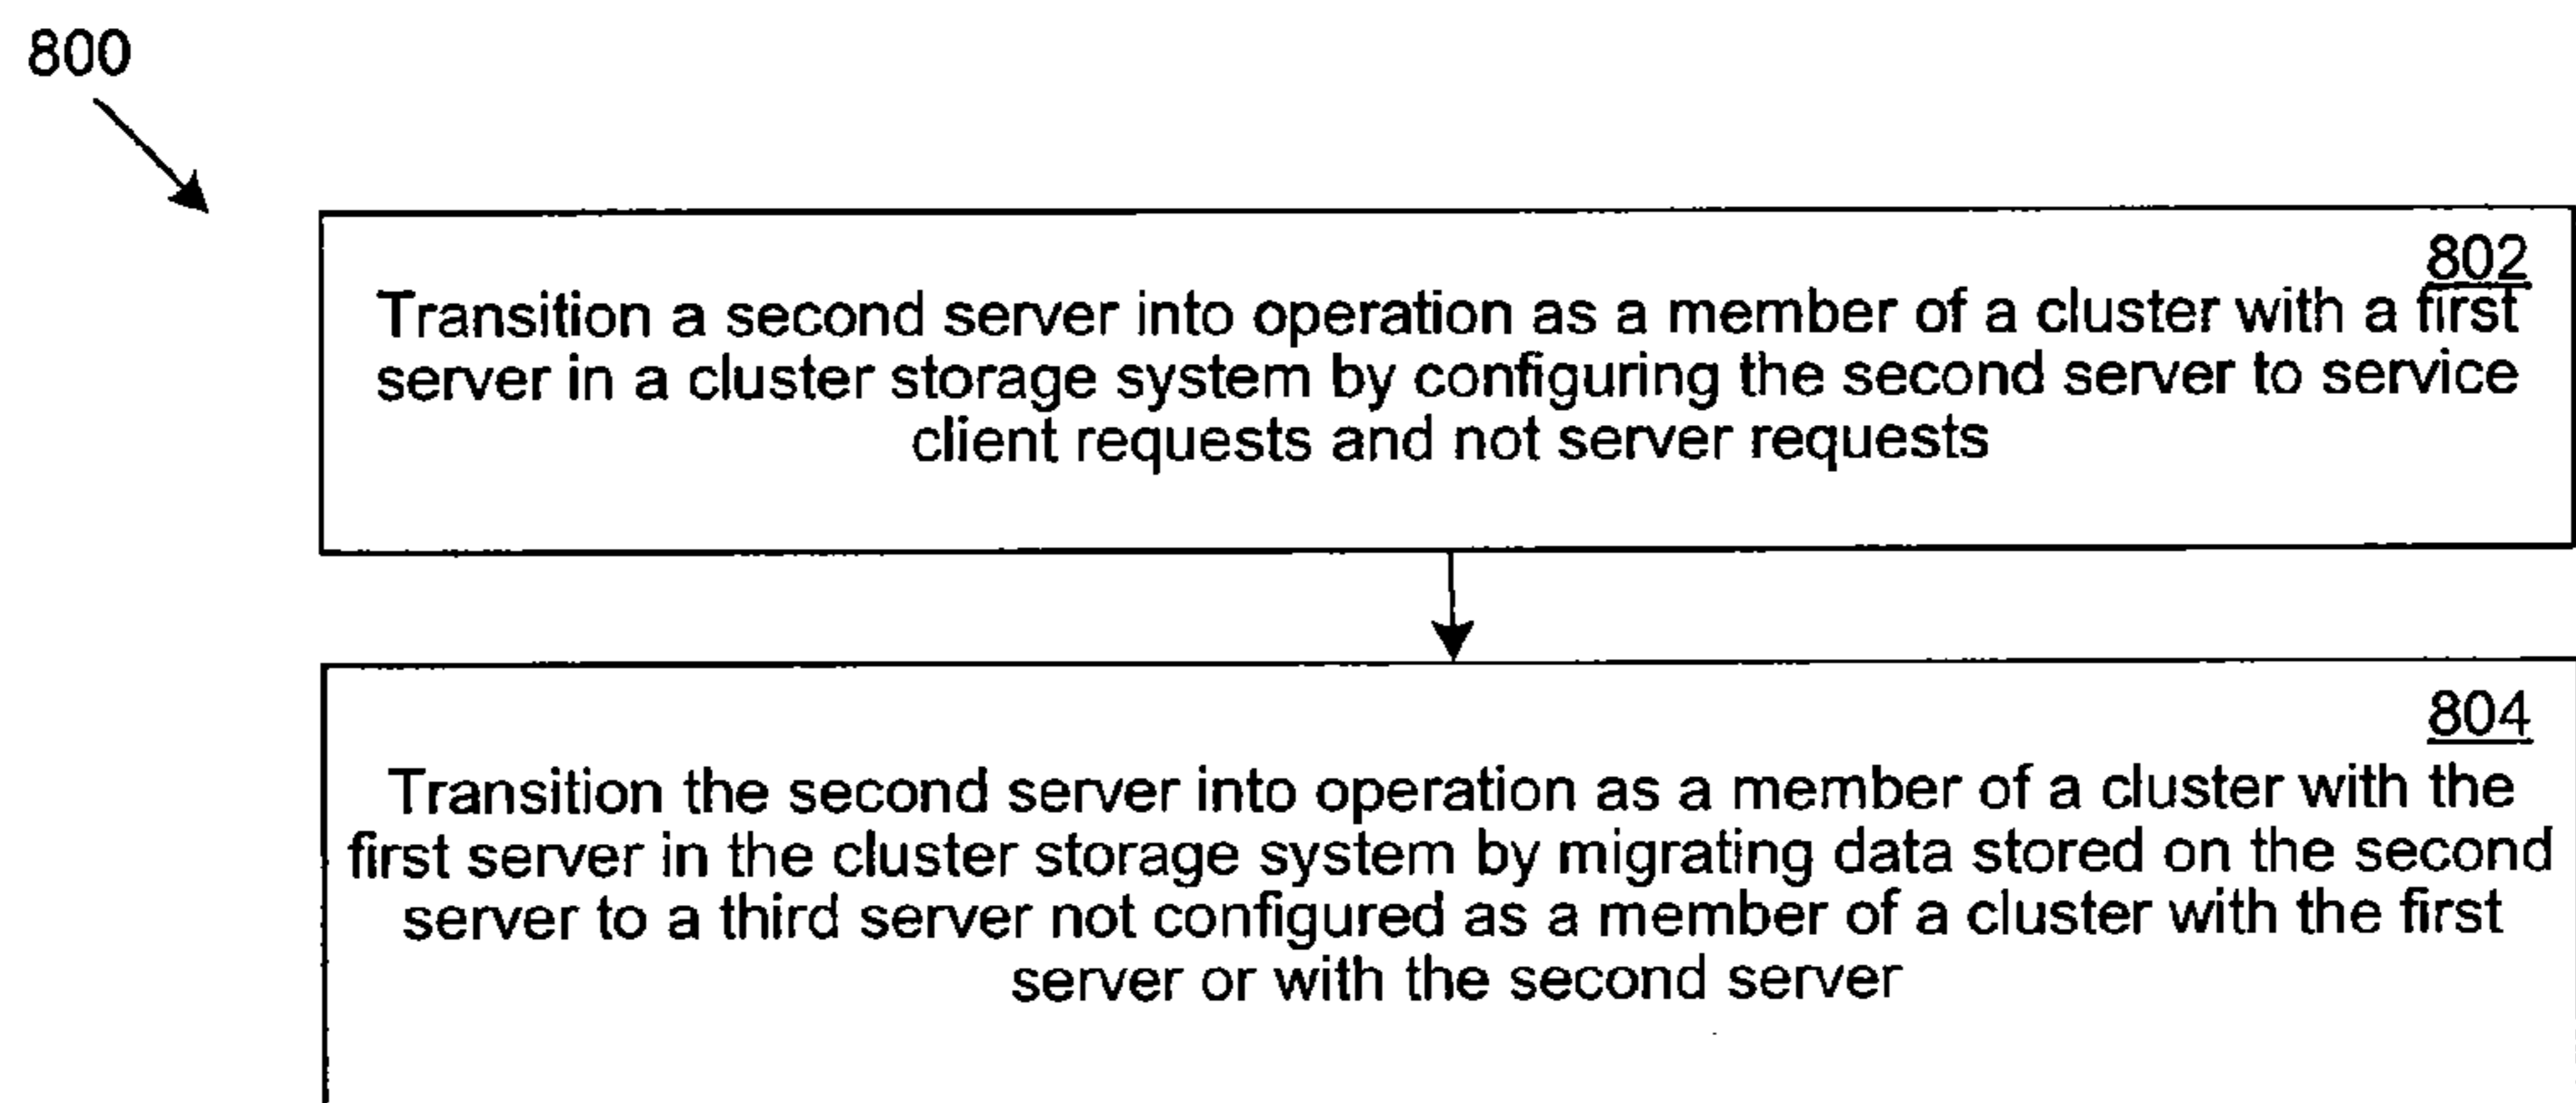 800
802
Transition a second server into operation as a member of a cluster with a first
server in a cluster storage system by configuring the second server to service
client requests and not server requests
804
Transition the second server into operation as a member of a cluster with the
first server in the cluster storage system by migrating data stored on the second
server to a third server not configured as a member of a cluster with the first
server or with the second server